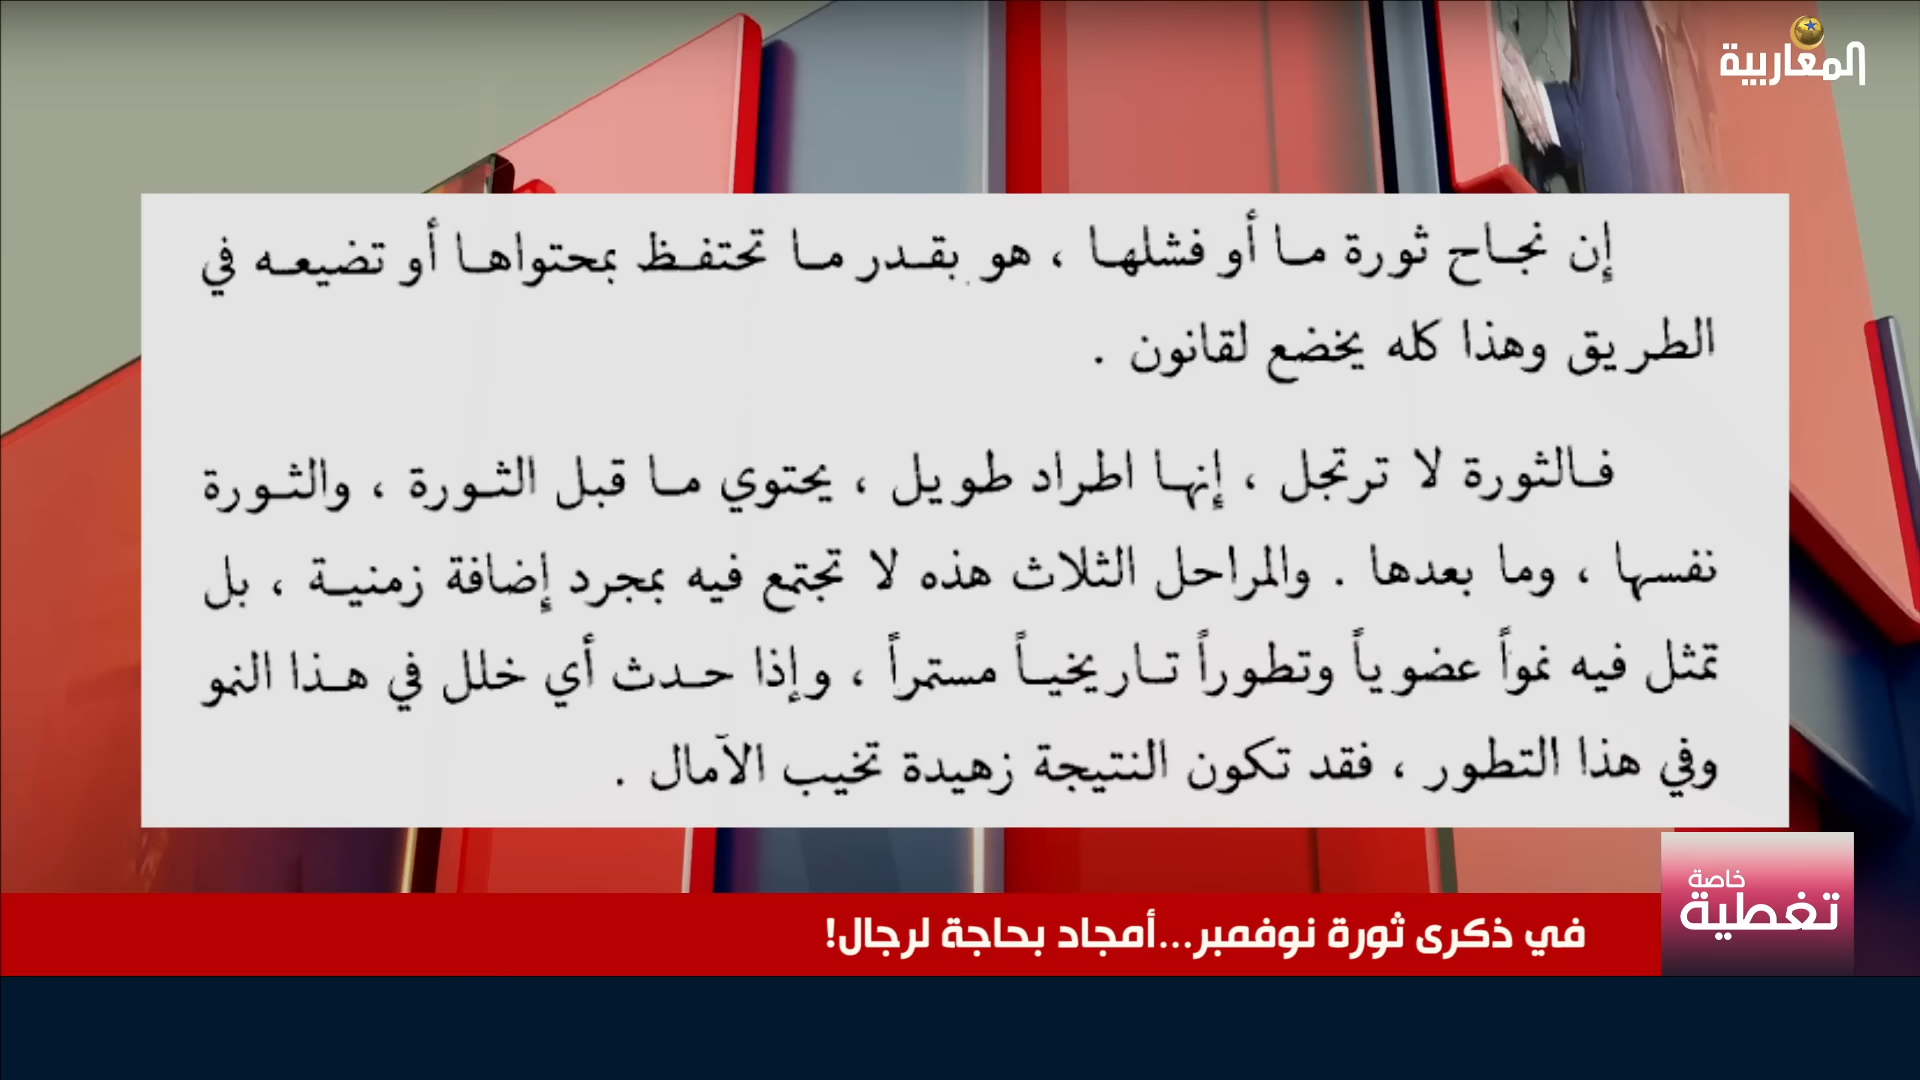 المغاربية
إن نجاح ثورة ما أو فشلها ، هو بقدر ما تحتفظ بمحتواها أو تضيعه في
الطريق وهذا كله يخضع لقانون .
فالثورة لا ترتجل ، إنها اطراد طويل ، يحتوي ما قبل الثورة ، والثورة
نفسها ، وما بعدها . والمراحل الثلاث هذه لا تجتمع فيه بمجرد إضافة زمنية ، بل
تمثل فيه نمواً عضوياً وتطوراً تاريخياً مستمراً ، وإذا حدث أي خلل في هذا النمو
وفي هذا التطور ، فقد تكون النتيجة زهيدة تخيب الآمال .
خاصة
تغطية
في ذكرى ثورة نوفمبر...أمجاد بحاجة لرجال!